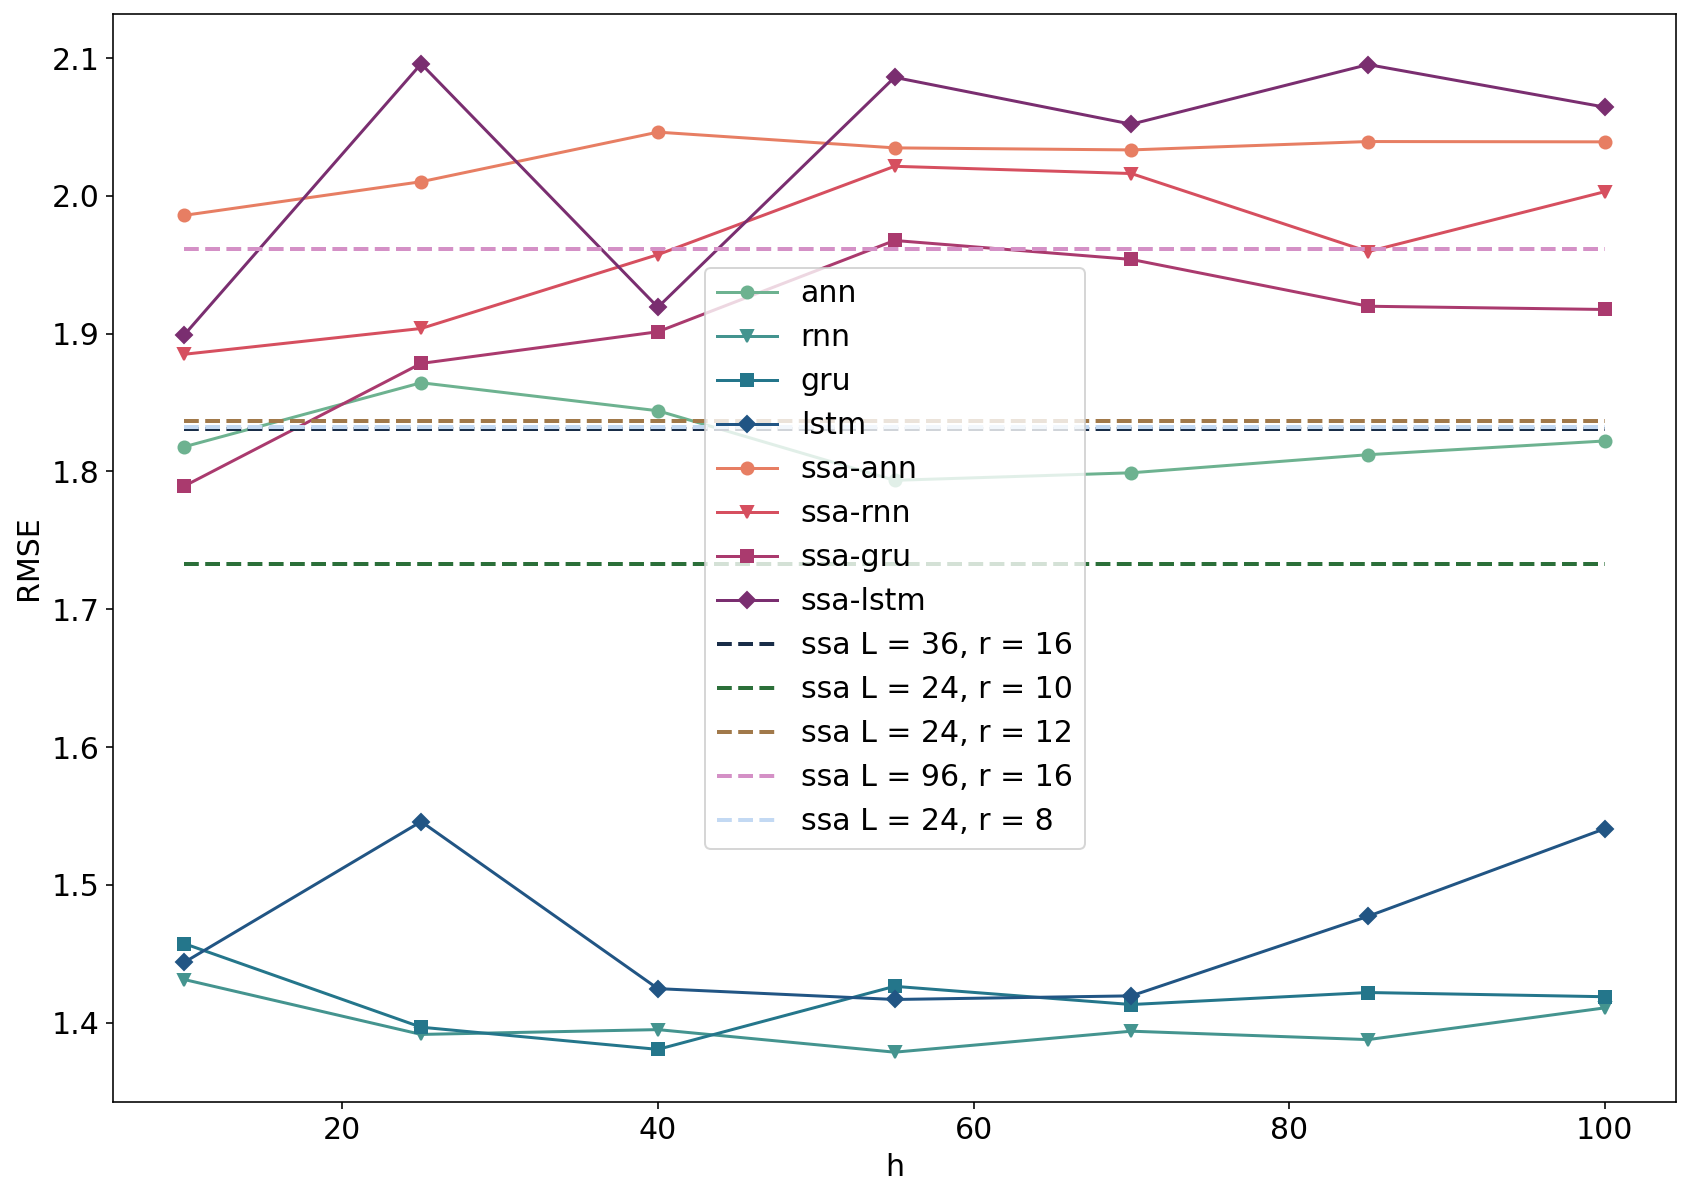 2.1
2.0
1.9
1.8
1.7
1.6
1.5
1.4
RMSE
ann
rnn
gru
lstm
ssa-ann
ssa-rnn
ssa-gru
ssa-lstm
ssa L = 36, r = 16
ssa L = 24, r = 10
ssa L = 24, r = 12
ssa L = 96, r = 16
ssa L = 24, r = 8
20 40 60 80 100
h